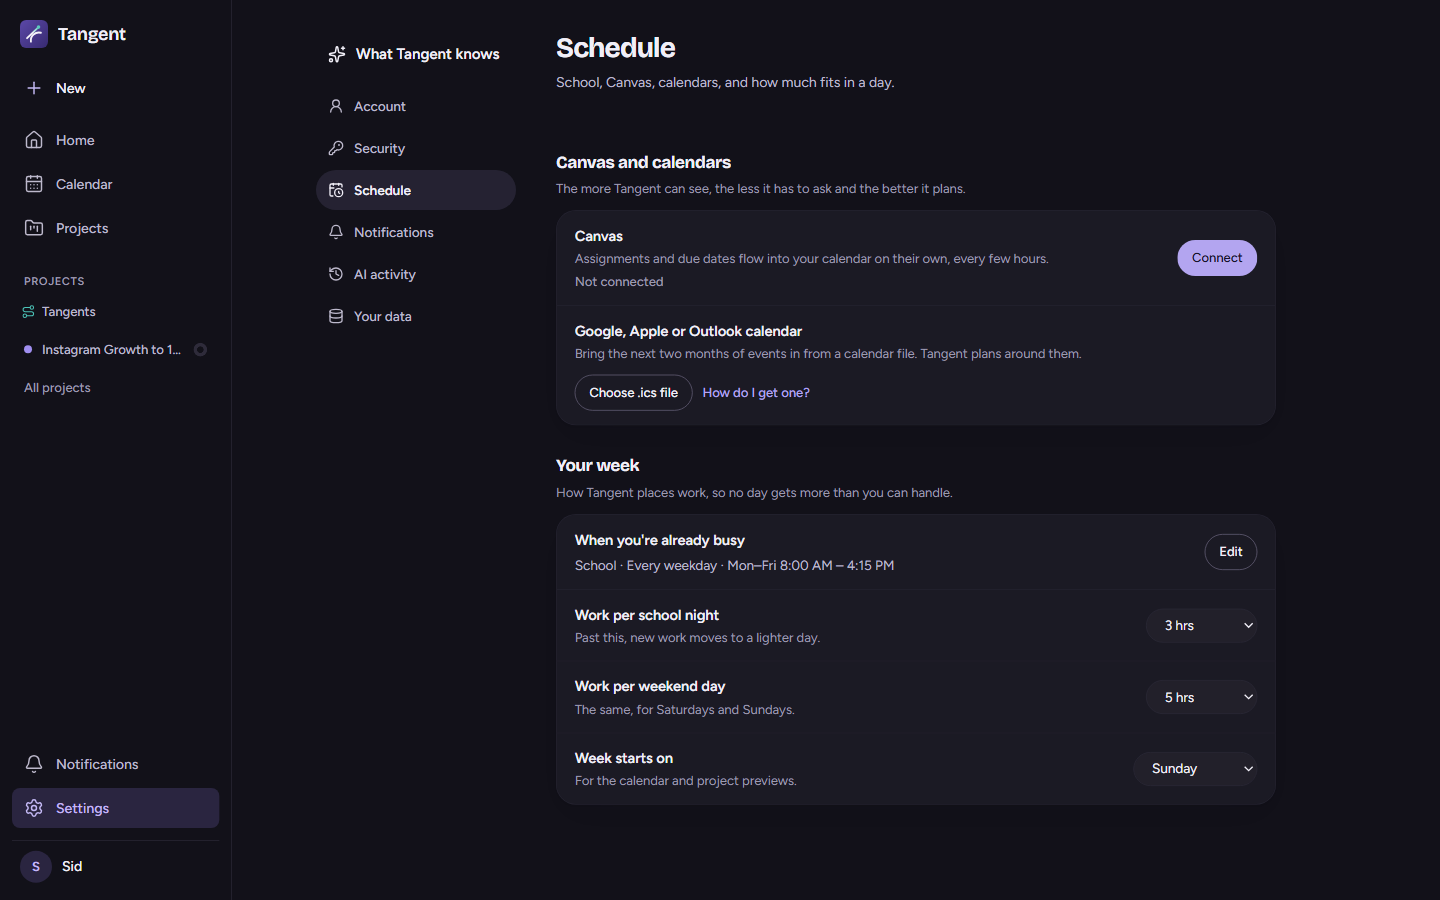 Tangent
New
Home
Calendar
Projects
PROJECTS
Tangents
Instagram Growth to 1...
All projects
Notifications
Settings
S
Sid
What Tangent knows
Account
Security
Schedule
Notifications
AI activity
Your data
Schedule
School, Canvas, calendars, and how much fits in a day.
Canvas and calendars
The more Tangent can see, the less it has to ask and the better it plans.
Canvas
Assignments and due dates flow into your calendar on their own, every few hours.
Not connected
Connect
Google, Apple or Outlook calendar
Bring the next two months of events in from a calendar file. Tangent plans around them.
Choose .ics file
How do I get one?
Your week
How Tangent places work, so no day gets more than you can handle.
When you're already busy
School · Every weekday · Mon–Fri 8:00 AM – 4:15 PM
Edit
Work per school night
Past this, new work moves to a lighter day.
3 hrs
Work per weekend day
The same, for Saturdays and Sundays.
5 hrs
Week starts on
For the calendar and project previews.
Sunday